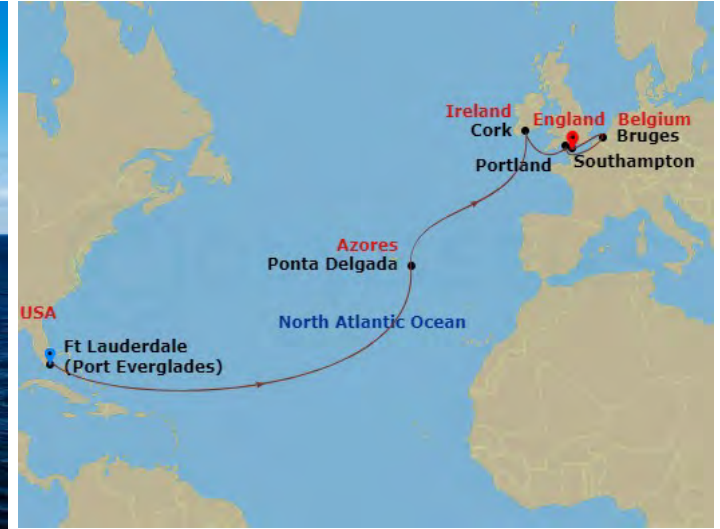 Ireland
Cork
England
Belgium
Bruges
Portland
Southampton
Azores
Ponta Delgada
North Atlantic Ocean
USA
Ft Lauderdale
(Port Everglades)